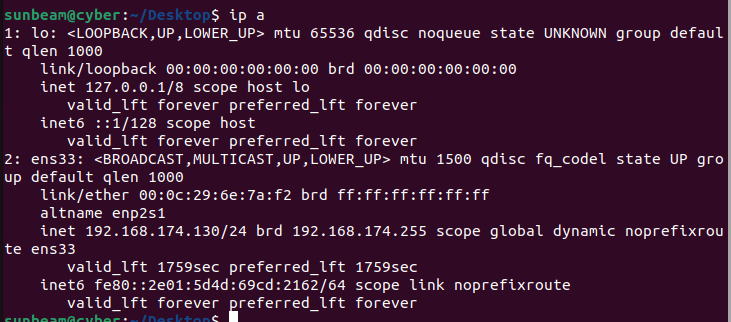 sunbeam@cyber:~/Desktop$ ip a
1: lo: <LOOPBACK,UP,LOWER_UP> mtu 65536 qdisc noqueue state UNKNOWN group defaul
t qlen 1000
    link/loopback 00:00:00:00:00:00 brd 00:00:00:00:00:00
    inet 127.0.0.1/8 scope host lo
       valid_lft forever preferred_lft forever
    inet6 ::1/128 scope host
       valid_lft forever preferred_lft forever
2: ens33: <BROADCAST,MULTICAST,UP,LOWER_UP> mtu 1500 qdisc fq_codel state UP gro
up default qlen 1000
    link/ether 00:0c:29:6e:7a:f2 brd ff:ff:ff:ff:ff:ff
    altname enp2s1
    inet 192.168.174.130/24 brd 192.168.174.255 scope global dynamic noprefixrou
te ens33
       valid_lft 1759sec preferred_lft 1759sec
    inet6 fe80::2e01:5d4d:69cd:2162/64 scope link noprefixroute
       valid_lft forever preferred_lft forever
sunbeam@cyber:~/Desktop$